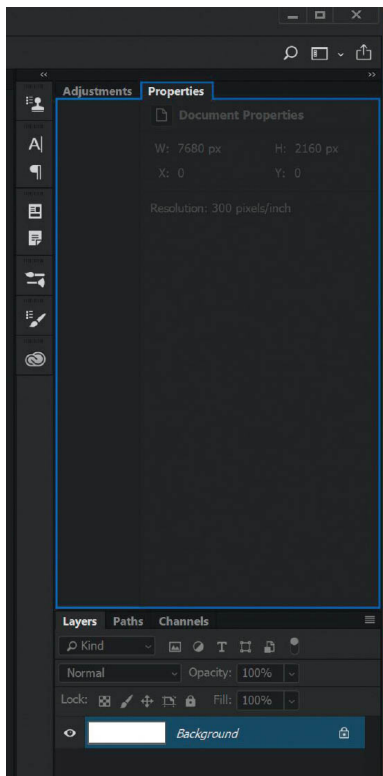 Adjustments Properties
Document Properties
W: 7680 px H: 2160 px
X: 0 Y: 0
Resolution: 300 pixels/inch
Layers Paths Channels
Kind
Normal Opacity: 100%
Lock: Fill: 100%
Background